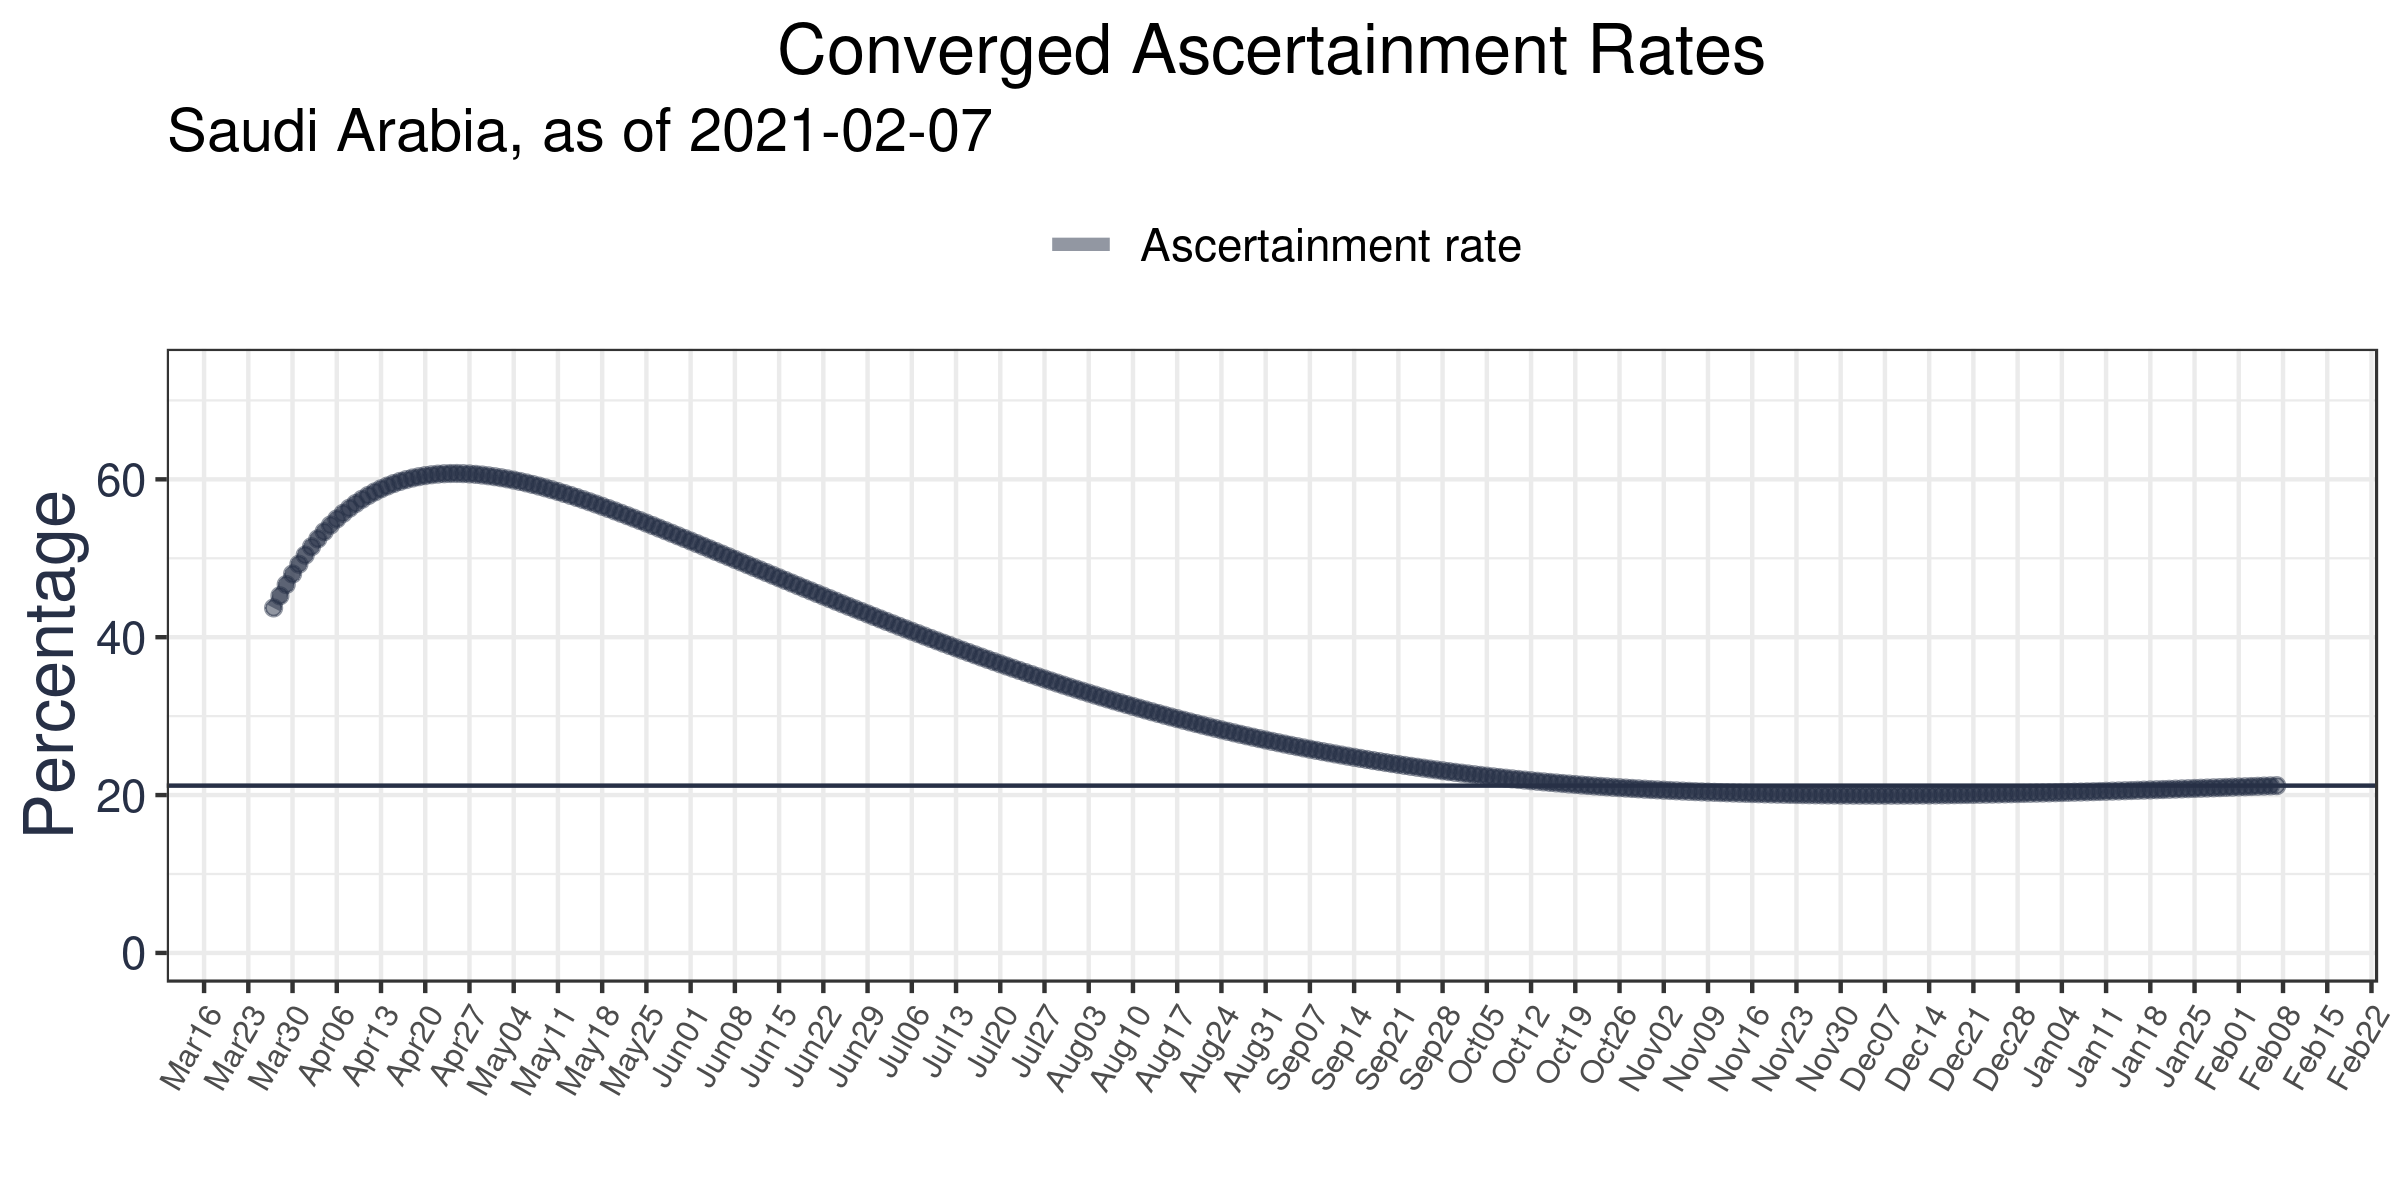 Converged Ascertainment Rates
Saudi Arabia, as of 2021-02-07
Ascertainment rate
Percentage
60
40
20
0
Mar16
Mar23
Mar30
Apr06
Apr13
Apr20
Apr27
May04
May11
May18
May25
Jun01
Jun08
Jun15
Jun22
Jun29
Jul06
Jul13
Jul20
Jul27
Aug03
Aug10
Aug17
Aug24
Aug31
Sep07
Sep14
Sep21
Sep28
Oct05
Oct12
Oct19
Oct26
Nov02
Nov09
Nov16
Nov23
Nov30
Dec07
Dec14
Dec21
Dec28
Jan04
Jan11
Jan18
Jan25
Feb01
Feb08
Feb15
Feb22